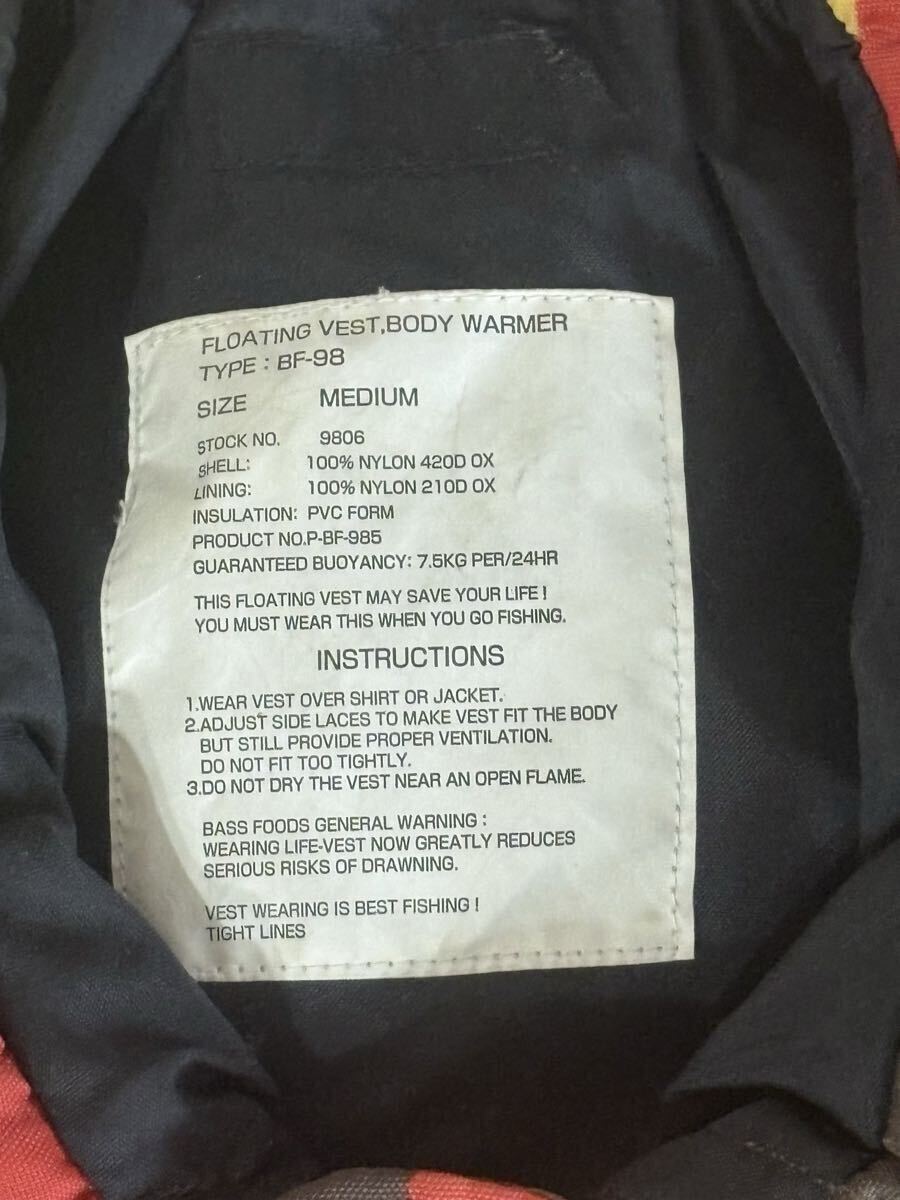 FLOATING VEST,BODY WARMER
TYPE : BF-98
SIZE MEDIUM
STOCK NO. 9806
SHELL: 100% NYLON 420D OX
LINING: 100% NYLON 210D OX
INSULATION: PVC FORM
PRODUCT NO.P-BF-985
GUARANTEED BUOYANCY: 7.5KG PER/24HR
THIS FLOATING VEST MAY SAVE YOUR LIFE !
YOU MUST WEAR THIS WHEN YOU GO FISHING.
INSTRUCTIONS
1.WEAR VEST OVER SHIRT OR JACKET.
2.ADJUST SIDE LACES TO MAKE VEST FIT THE BODY
BUT STILL PROVIDE PROPER VENTILATION.
DO NOT FIT TOO TIGHTLY.
3.DO NOT DRY THE VEST NEAR AN OPEN FLAME.
BASS FOODS GENERAL WARNING :
WEARING LIFE-VEST NOW GREATLY REDUCES
SERIOUS RISKS OF DRAWNING.
VEST WEARING IS BEST FISHING !
TIGHT LINES